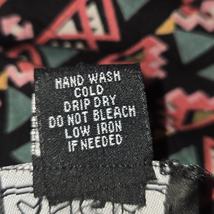 HAND WASH
COLD
DRIP DRY
DO NOT BLEACH
LOW IRON
IF NEEDED